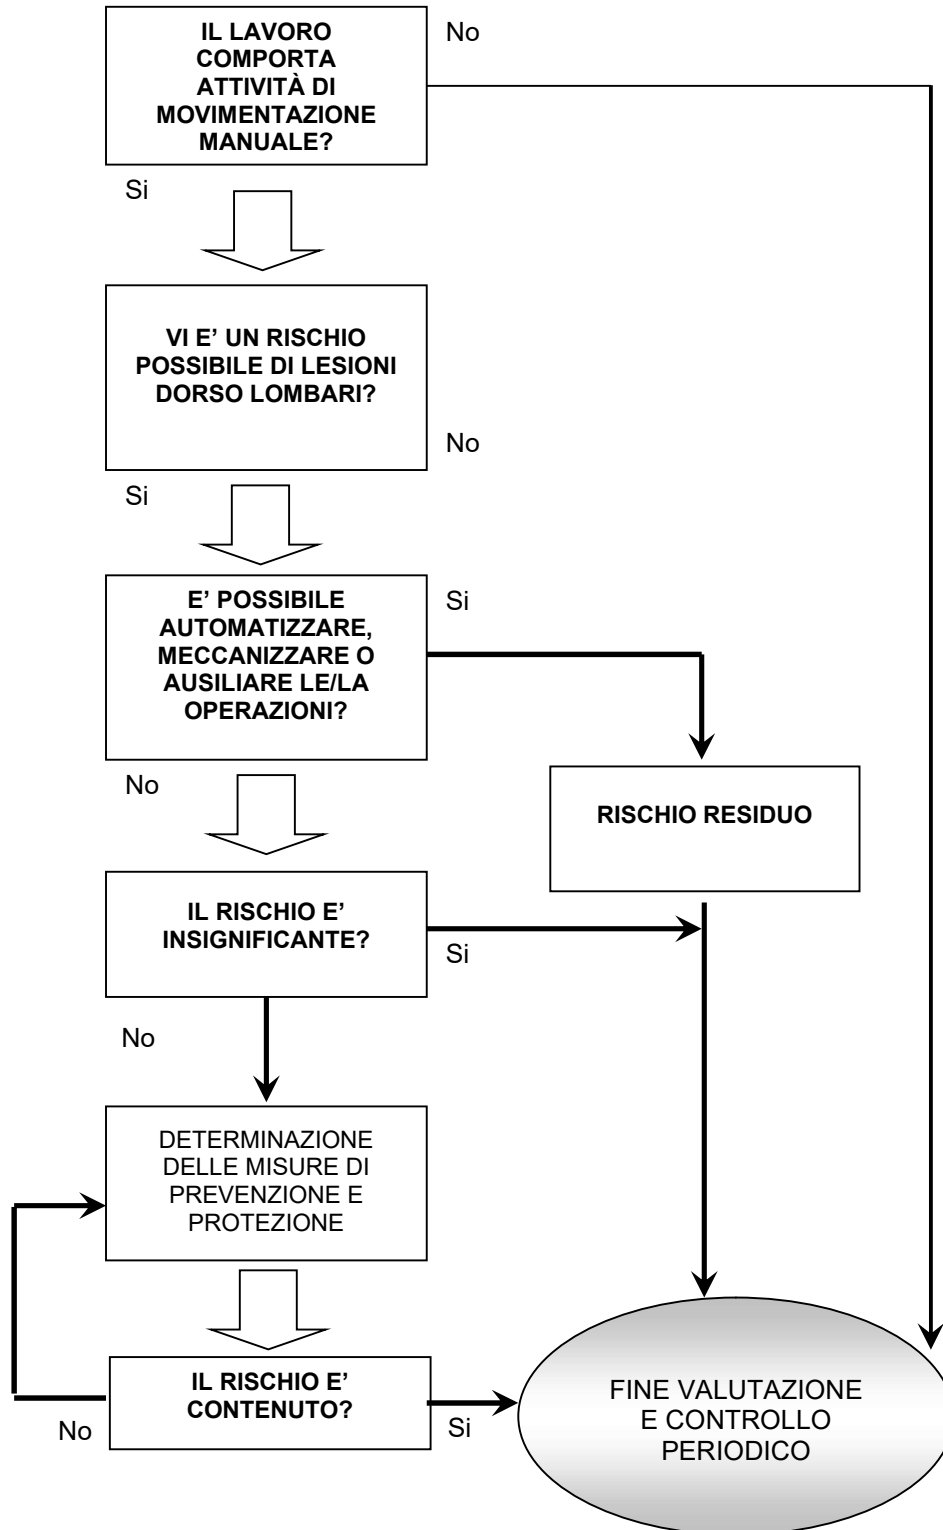 IL LAVORO
COMPORTA
ATTIVITÀ DI
MOVIMENTAZIONE
MANUALE?
No
Si
VI E’ UN RISCHIO
POSSIBILE DI LESIONI
DORSO LOMBARI?
No
Si
E’ POSSIBILE
AUTOMATIZZARE,
MECCANIZZARE O
AUSILIARE LE/LA
OPERAZIONI?
Si
No
RISCHIO RESIDUO
IL RISCHIO E’
INSIGNIFICANTE?
Si
No
DETERMINAZIONE
DELLE MISURE DI
PREVENZIONE E
PROTEZIONE
IL RISCHIO E’
CONTENUTO?
No
Si
FINE VALUTAZIONE
E CONTROLLO
PERIODICO